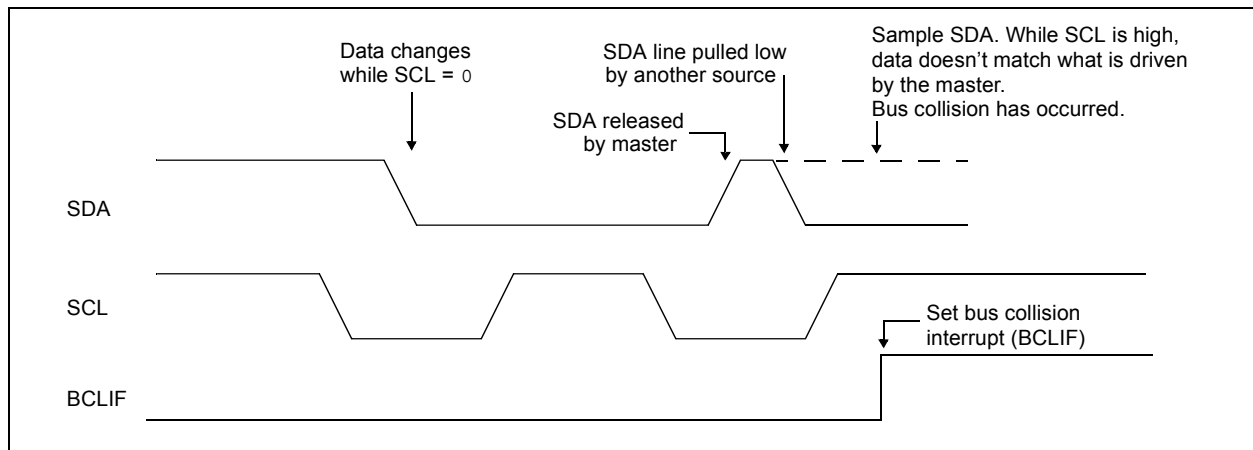 Data changes
while SCL = 0
SDA line pulled low
by another source
Sample SDA. While SCL is high,
data doesn't match what is driven
by the master.
Bus collision has occurred.
SDA released
by master
SDA
SCL
Set bus collision
interrupt (BCLIF)
BCLIF